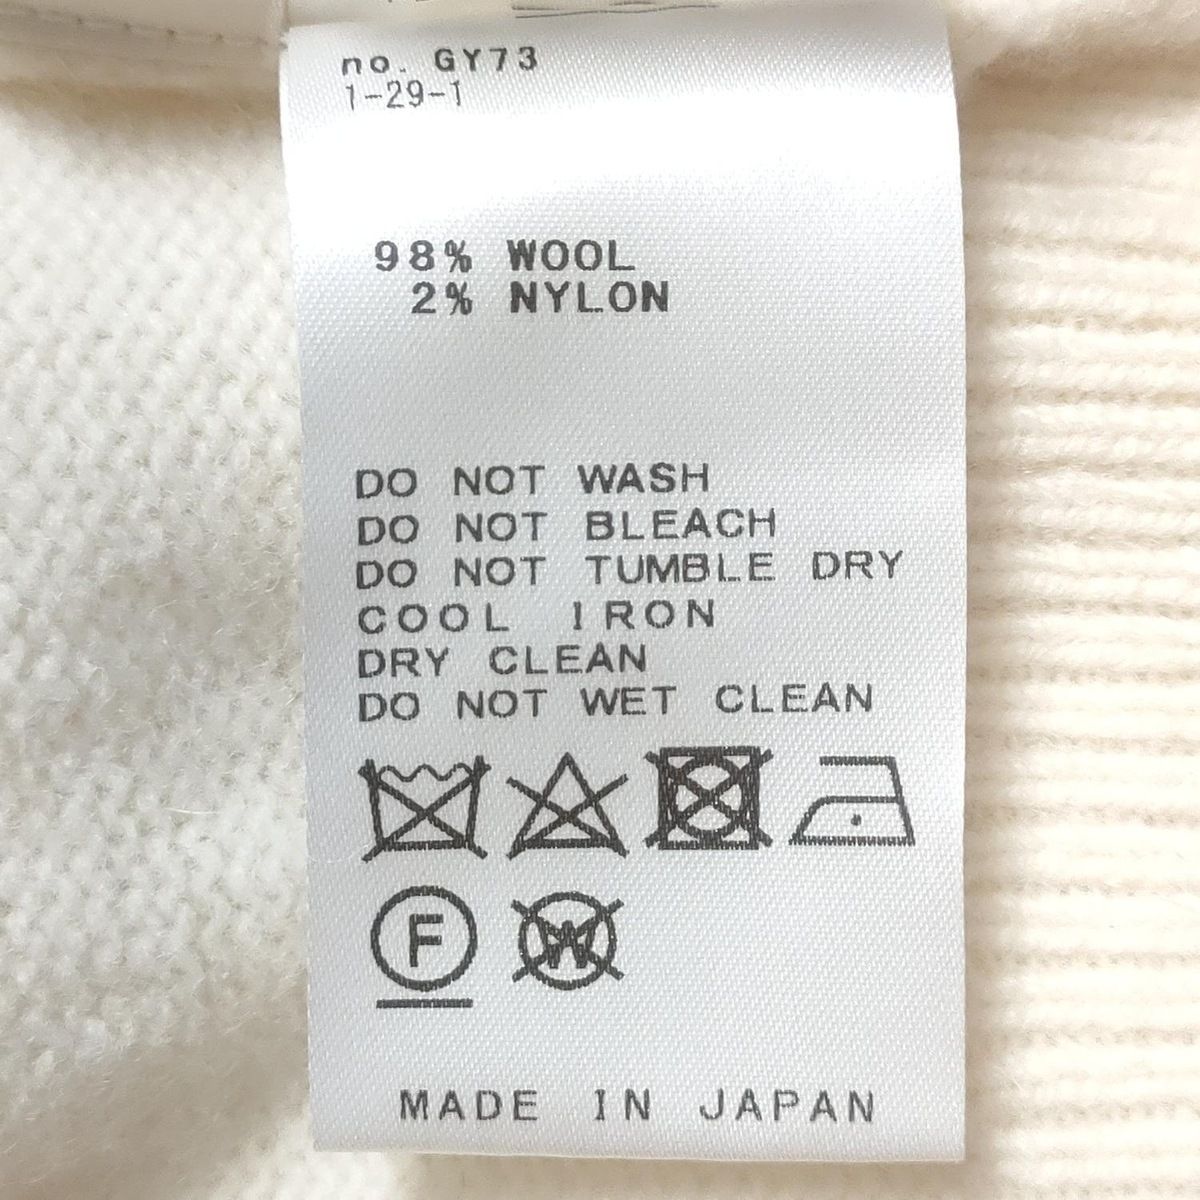 no. GY73
1-29-1
98% WOOL
2% NYLON
DO NOT WASH
DO NOT BLEACH
DO NOT TUMBLE DRY
COOL IRON
DRY CLEAN
DO NOT WET CLEAN
F W
MADE IN JAPAN